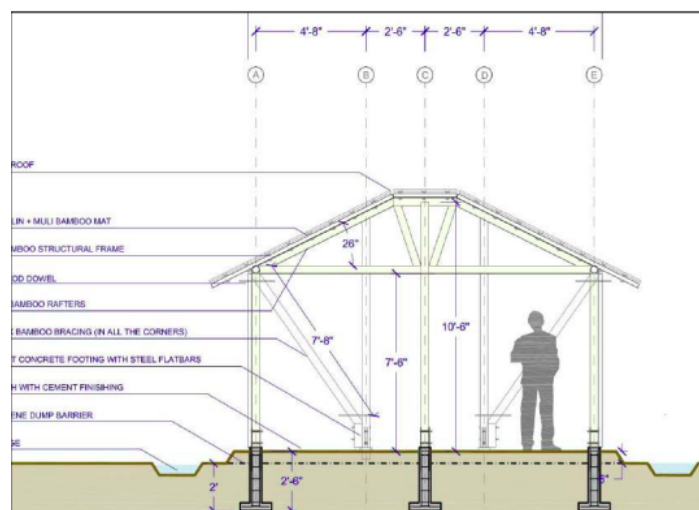 4'-8" 2'-6" 2'-6" 4'-8"
A B C D E
ROOF
LIN + MULI BAMBOO MAT
26"
MBOO STRUCTURAL FRAME
OD DOWEL
BAMBOO RAFTERS
10'-6"
7'-8"
BAMBOO BRACING (IN ALL THE CORNERS)
7'-6"
T CONCRETE FOOTING WITH STEEL FLATBARS
H WITH CEMENT FINISIHING
ENE DUMP BARRIER
GE
2'
2'-6"
6"